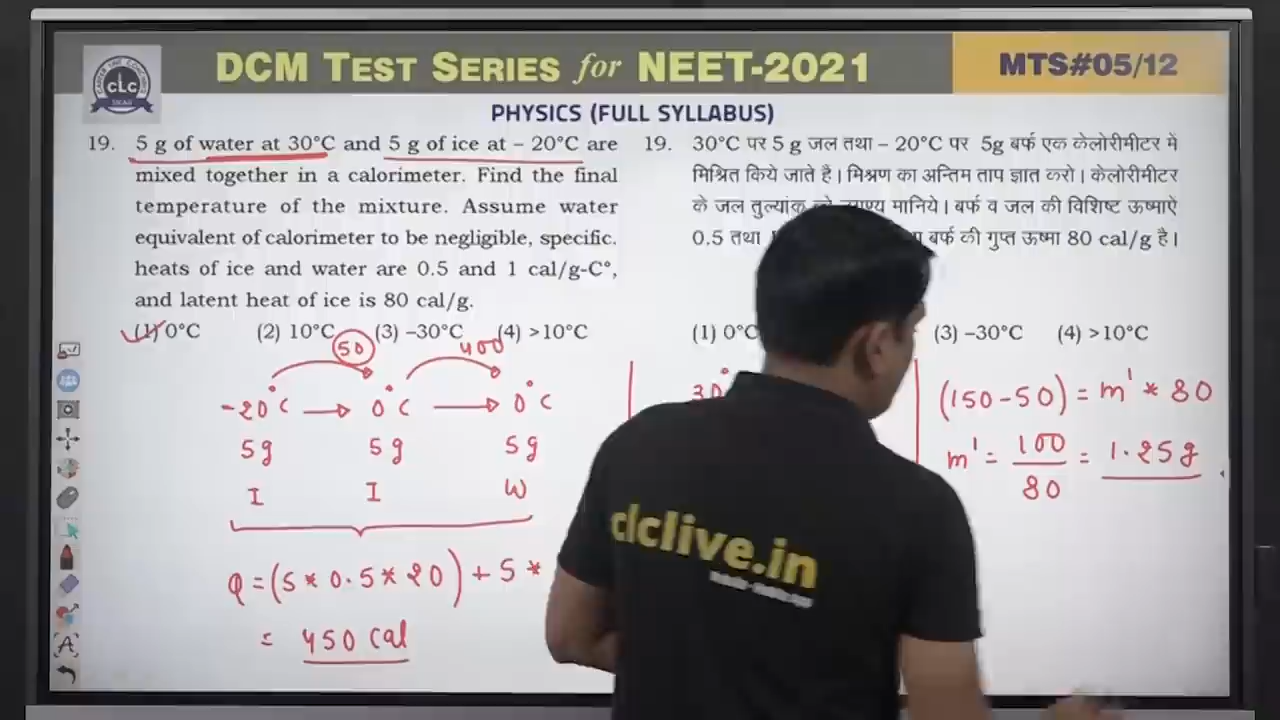 DCM TEST SERIES for NEET-2021
MTS#05/12
CLC
SIKAR
PHYSICS (FULL SYLLABUS)
19. 5 g of water at 30°C and 5 g of ice at – 20°C are
mixed together in a calorimeter. Find the final
temperature of the mixture. Assume water
equivalent of calorimeter to be negligible, specific.
heats of ice and water are 0.5 and 1 cal/g-C°,
and latent heat of ice is 80 cal/g.
(1) 0°C (2) 10°C (3) –30°C (4) >10°C
19. 30°C पर 5 g जल तथा – 20°C पर 5g बर्फ एक केलोरीमीटर में
मिश्रित किये जाते है। मिश्रण का अन्तिम ताप ज्ञात करो। केलोरीमीटर
के जल तुल्यांक मानिये। बर्फ व जल की विशिष्ट ऊष्माऐं
0.5 तथा बर्फ की गुप्त ऊष्मा 80 cal/g है।
(1) 0°C (3) –30°C (4) >10°C
50 400
-20°C → 0°C → 0°C
5g 5g 5g
I I W
Q = (5 * 0.5 * 20) + 5 *
= 450 cal
30°
(150 - 50) = m' * 80
m' = 100/80 = 1.25g
clclive.in